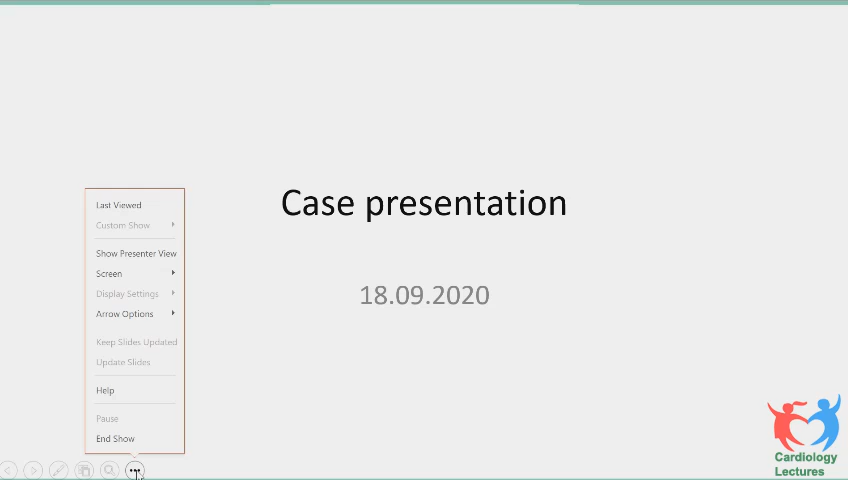 Case presentation
18.09.2020
Last Viewed
Custom Show
Show Presenter View
Screen
Display Settings
Arrow Options
Keep Slides Updated
Update Slides
Help
Pause
End Show
Cardiology
Lectures